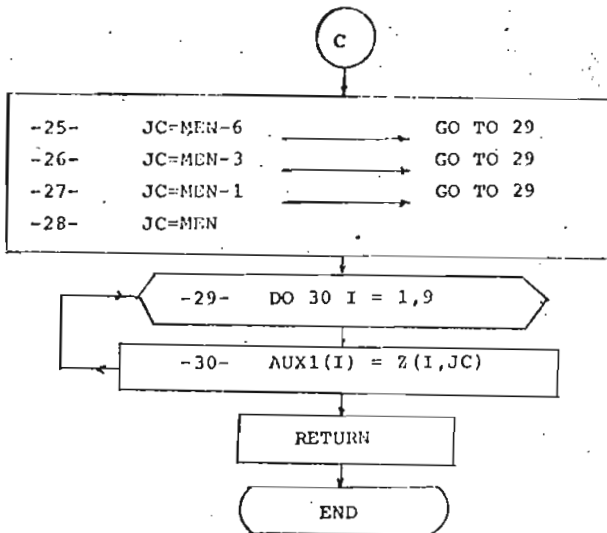 C
-25- JC=MEN-6 GO TO 29
-26- JC=MEN-3 GO TO 29
-27- JC=MEN-1 GO TO 29
-28- JC=MEN
-29- DO 30 I = 1,9
-30- AUX1(I) = Z(I,JC)
RETURN
END